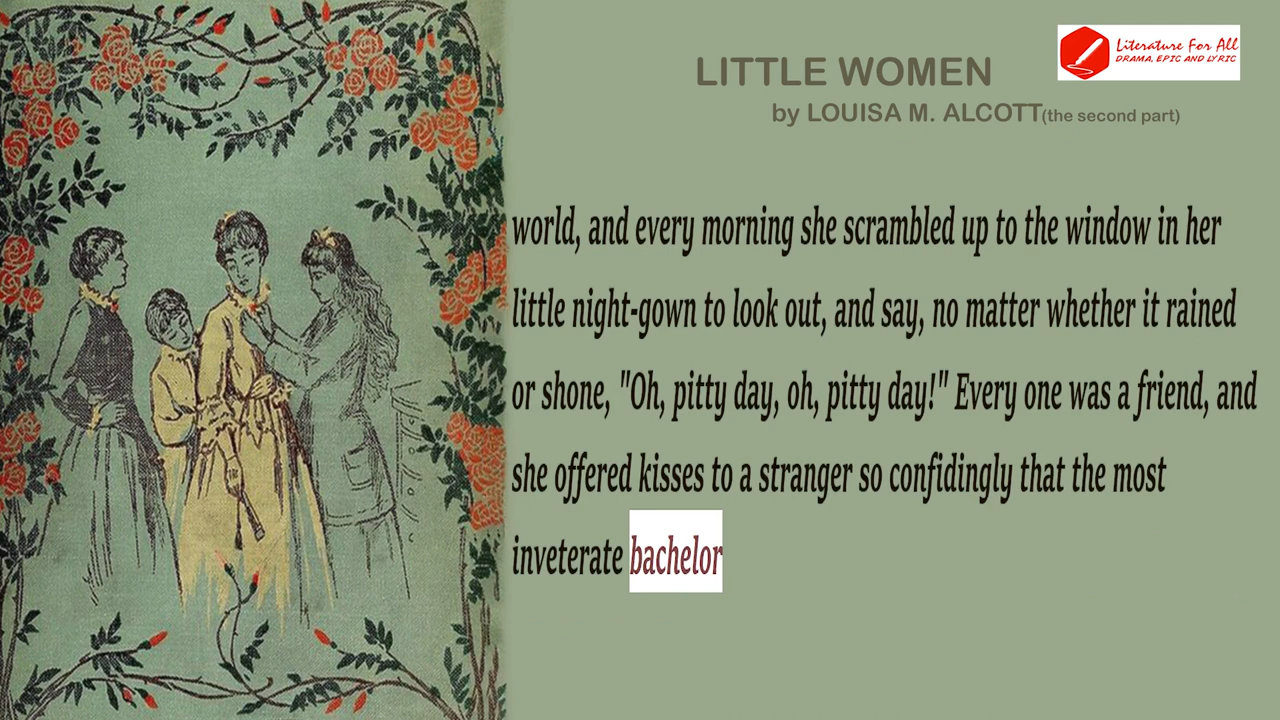 LITTLE WOMEN
by LOUISA M. ALCOTT(the second part)
Literature For All
DRAMA, EPIC AND LYRIC
world, and every morning she scrambled up to the window in her
little night-gown to look out, and say, no matter whether it rained
or shone, "Oh, pitty day, oh, pitty day!" Every one was a friend, and
she offered kisses to a stranger so confidingly that the most
inveterate bachelor